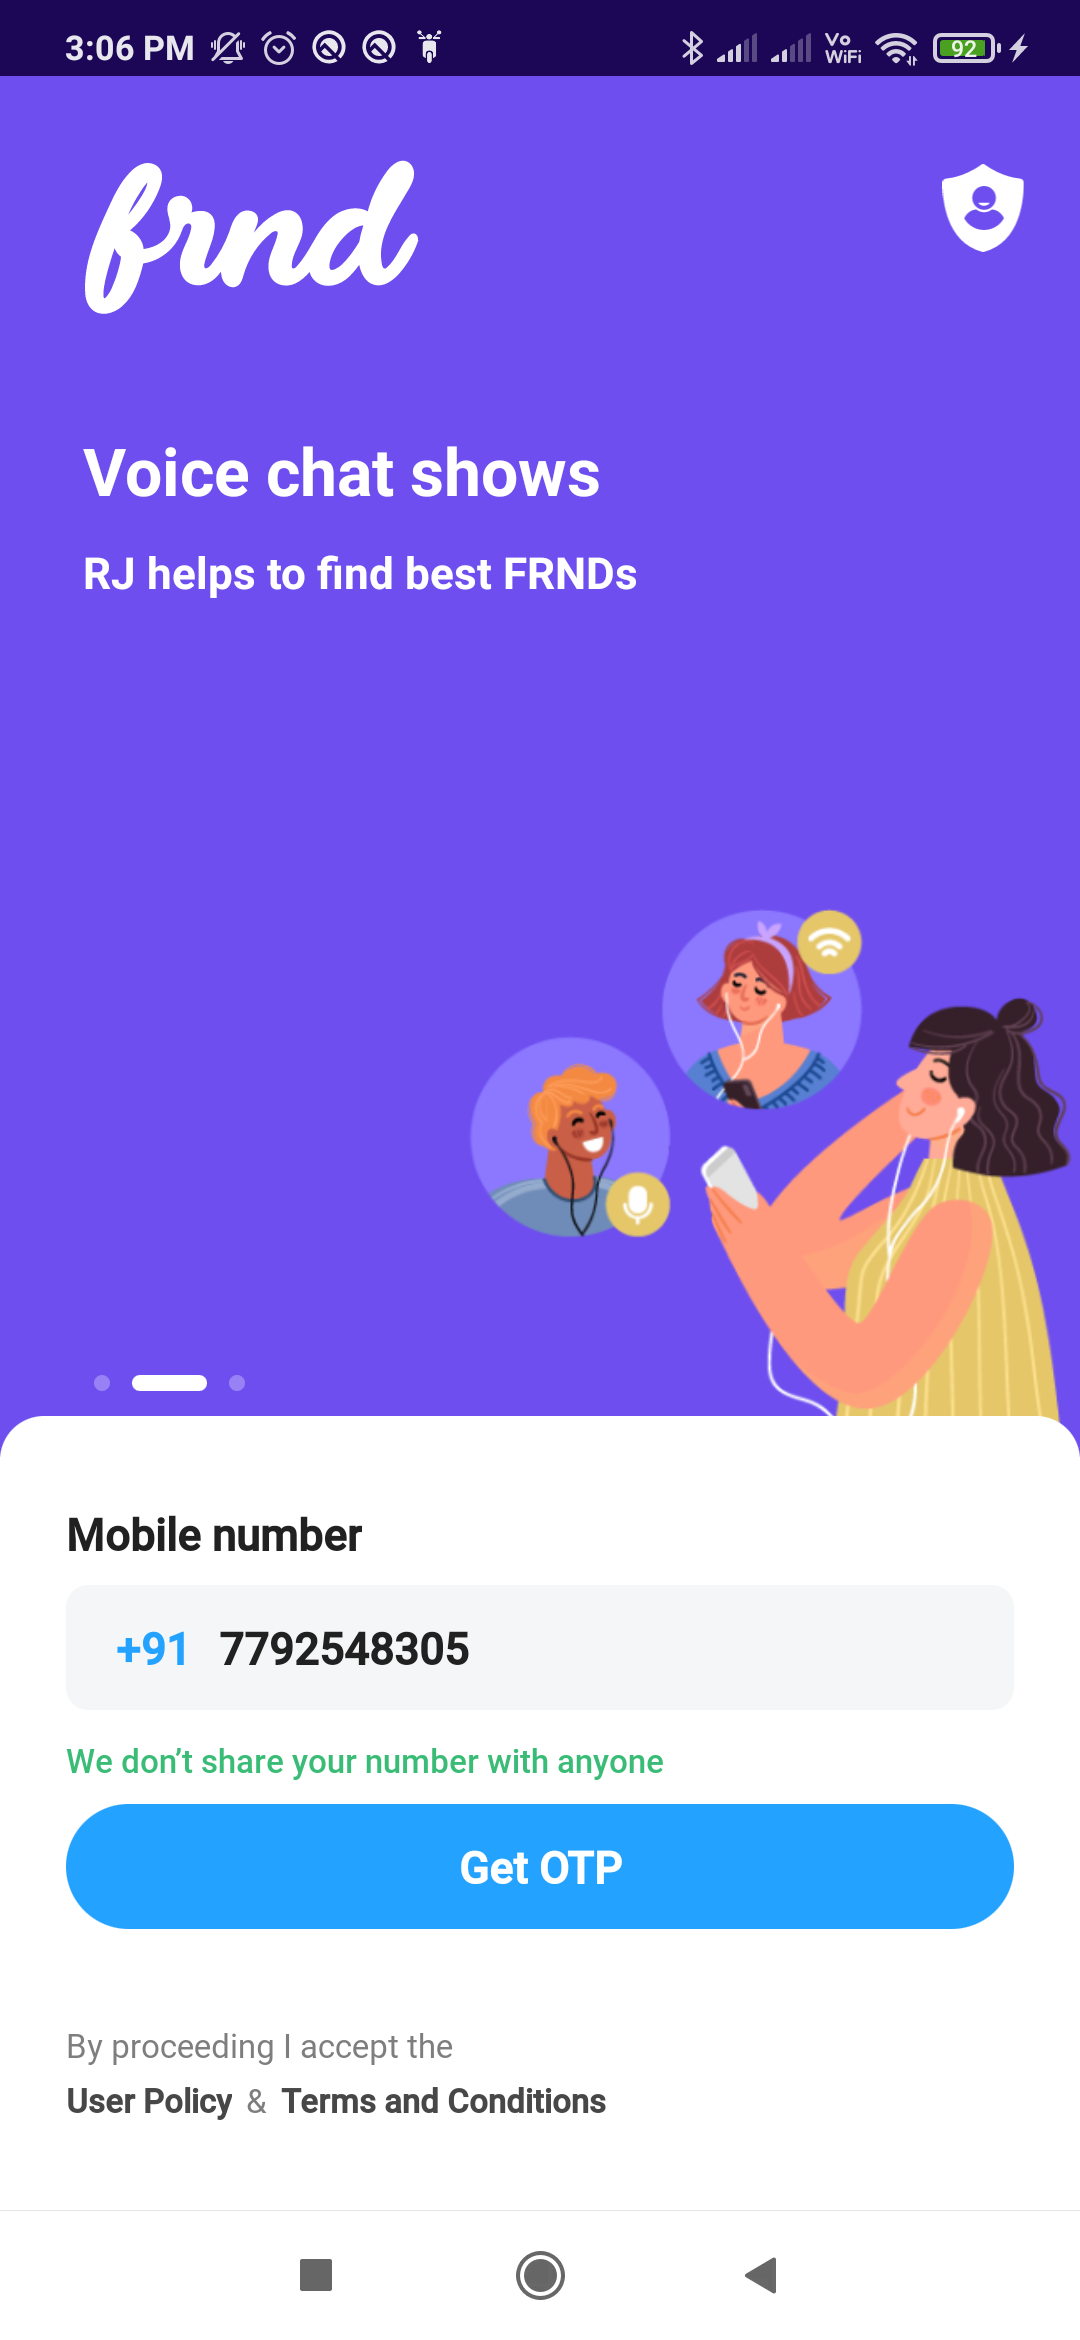 3:06 PM
Vo
WiFi
92
frnd
Voice chat shows
RJ helps to find best FRNDs
Mobile number
+91 7792548305
We don’t share your number with anyone
Get OTP
By proceeding I accept the
User Policy & Terms and Conditions